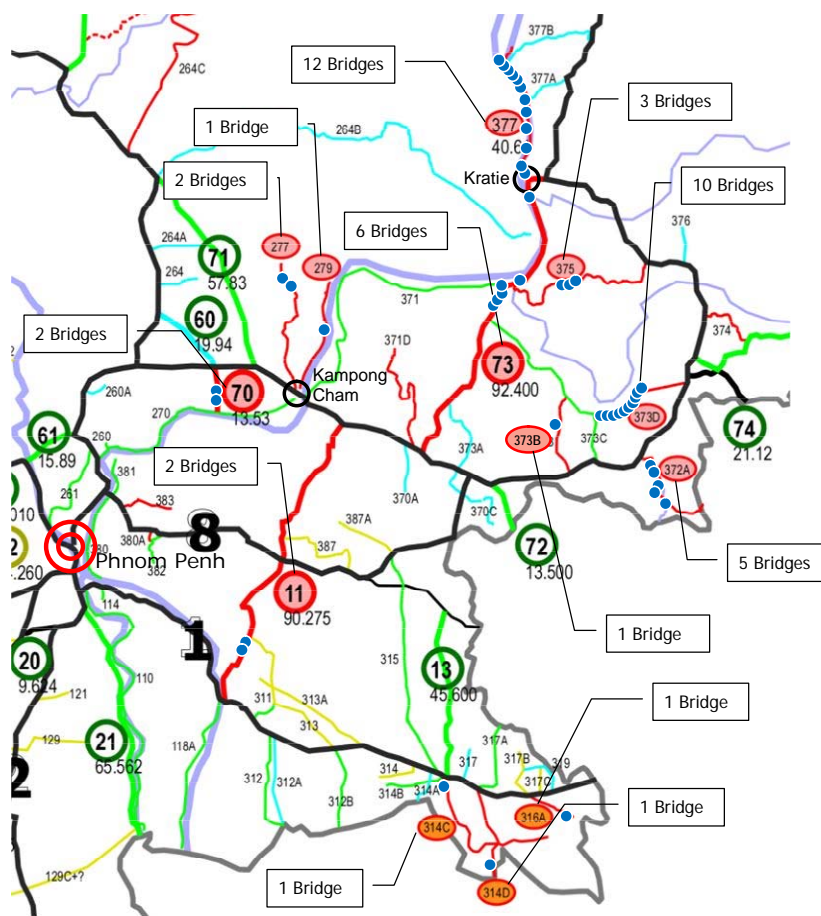 377B
264C
12 Bridges
377A
3 Bridges
377
40.6
1 Bridge
264B
2 Bridges
Kratie
10 Bridges
6 Bridges
376
264A
71
277
279
375
57.83
264
371
60
19.94
374
2 Bridges
371D
73
92.400
70
Kampong
Cham
260A
13.53
270
61
260
373B
373C
373D
74
15.89
373A
21.12
381
2 Bridges
372A
261
383
370A
370C
010
387A
8
380A
387
72
380
Phnom Penh
382
13.500
5 Bridges
.260
11
90.275
114
1
1 Bridge
20
315
13
9.624
110
45.600
121
311
313A
1 Bridge
129
21
313
317A
65.562
118A
314
317
317B
319
2
312
312A
314B
314A
317C
312B
1 Bridge
314C
316A
129C+?
1 Bridge
314D